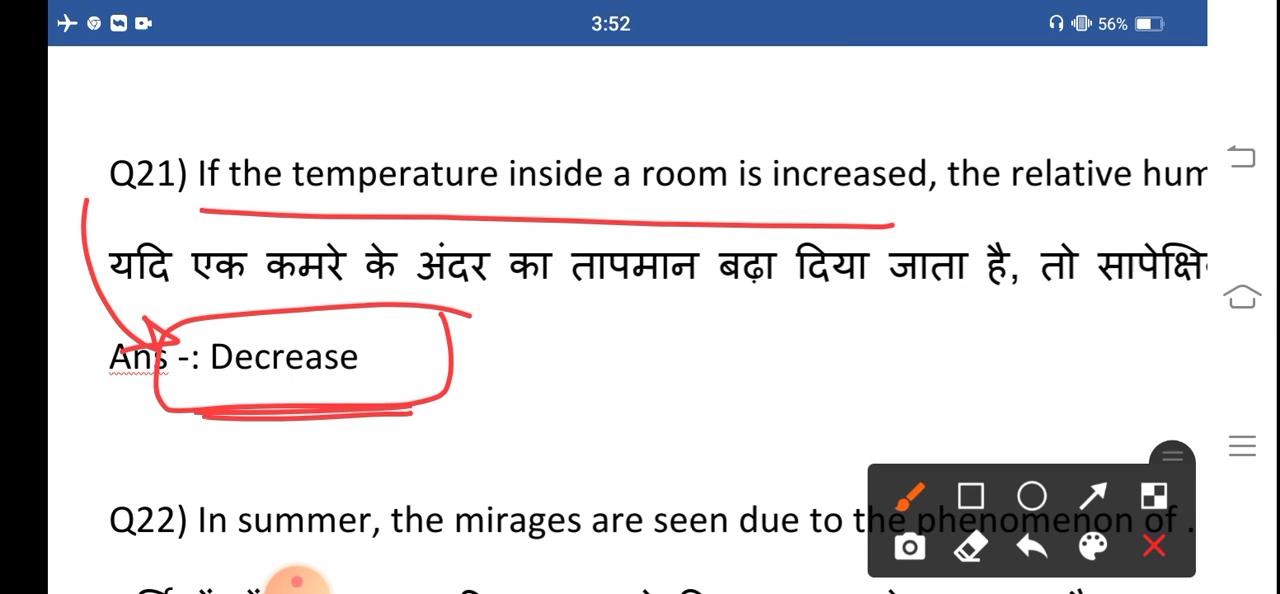 3:52
56%
Q21) If the temperature inside a room is increased, the relative hum
यदि एक कमरे के अंदर का तापमान बढ़ा दिया जाता है, तो सापेक्षि
Ans -: Decrease
Q22) In summer, the mirages are seen due to the phenomenon of .